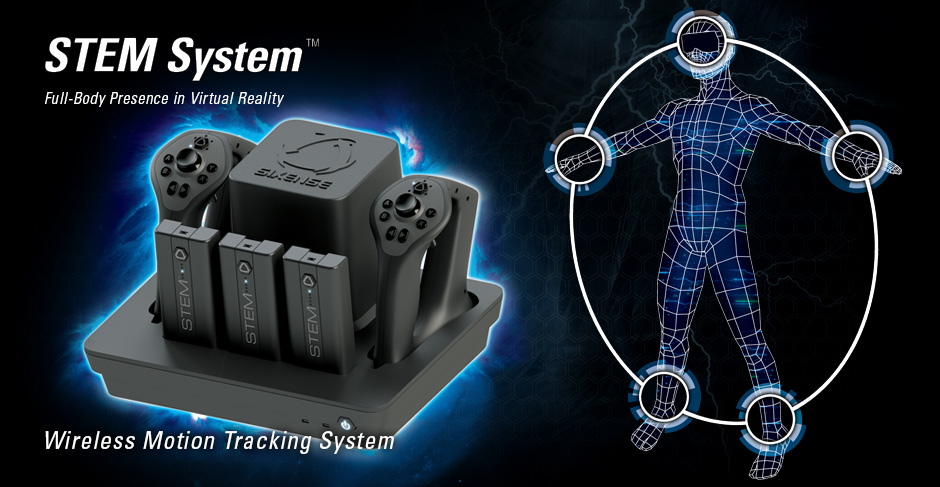 STEM System™
Full-Body Presence in Virtual Reality
SIXENSE
STEM
STEM
STEM
Wireless Motion Tracking System